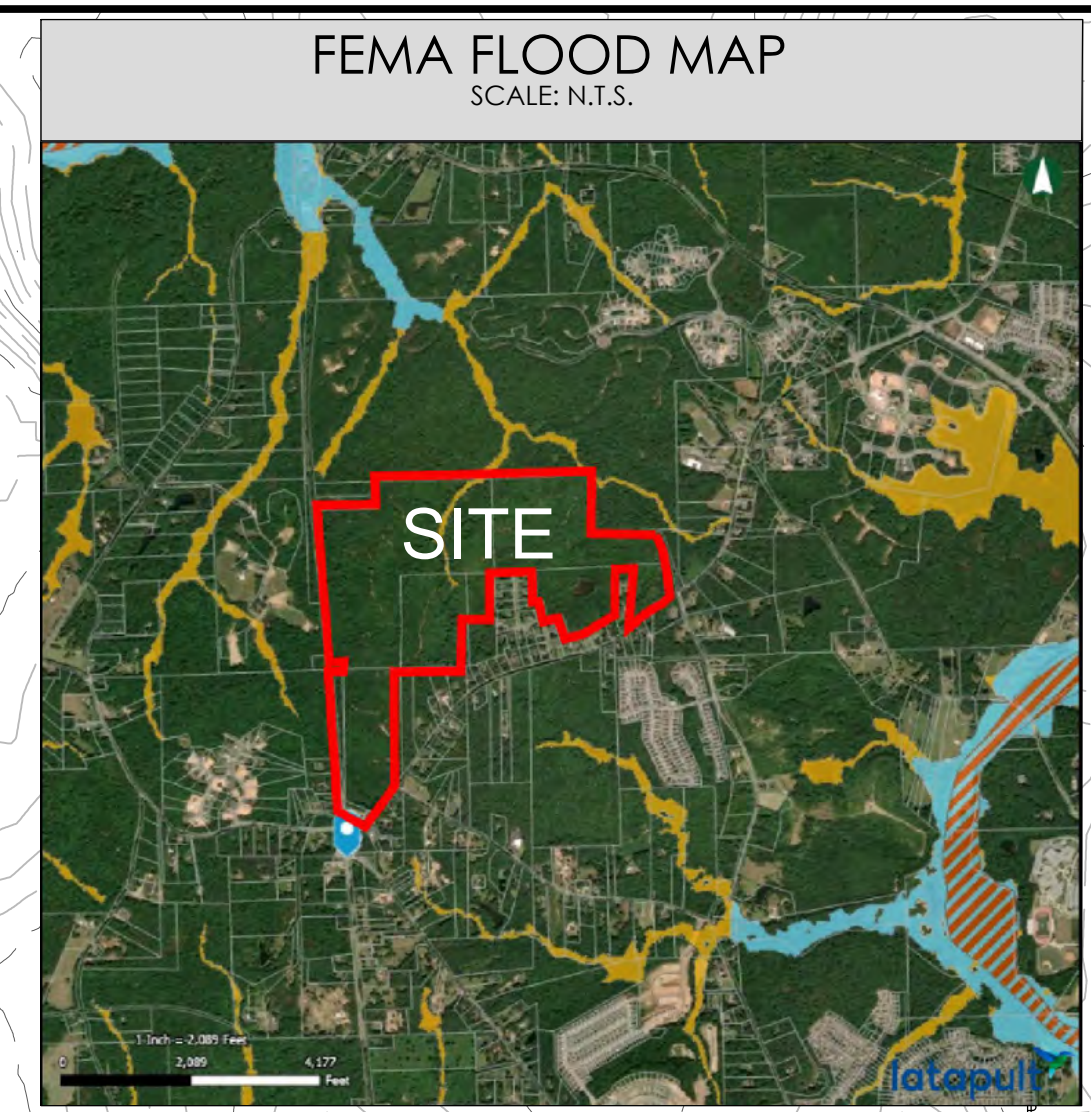 FEMA FLOOD MAP
SCALE: N.T.S.
SITE
1 Inch = 2,089 Feet
0 2,089 4,177
Feet
latapult